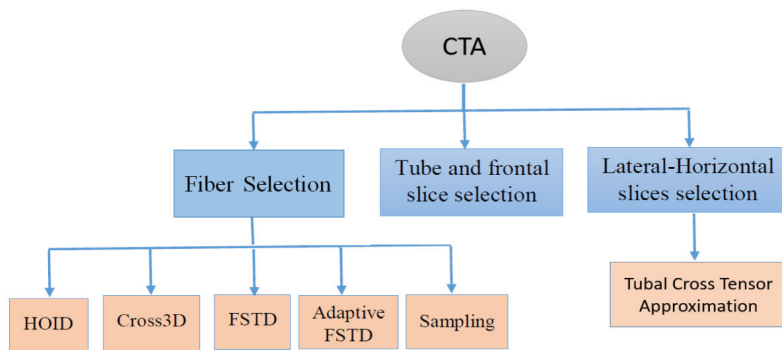 CTA
Fiber Selection
Tube and frontal
slice selection
Lateral-Horizontal
slices selection
HOID
Cross3D
FSTD
Adaptive
FSTD
Sampling
Tubal Cross Tensor
Approximation